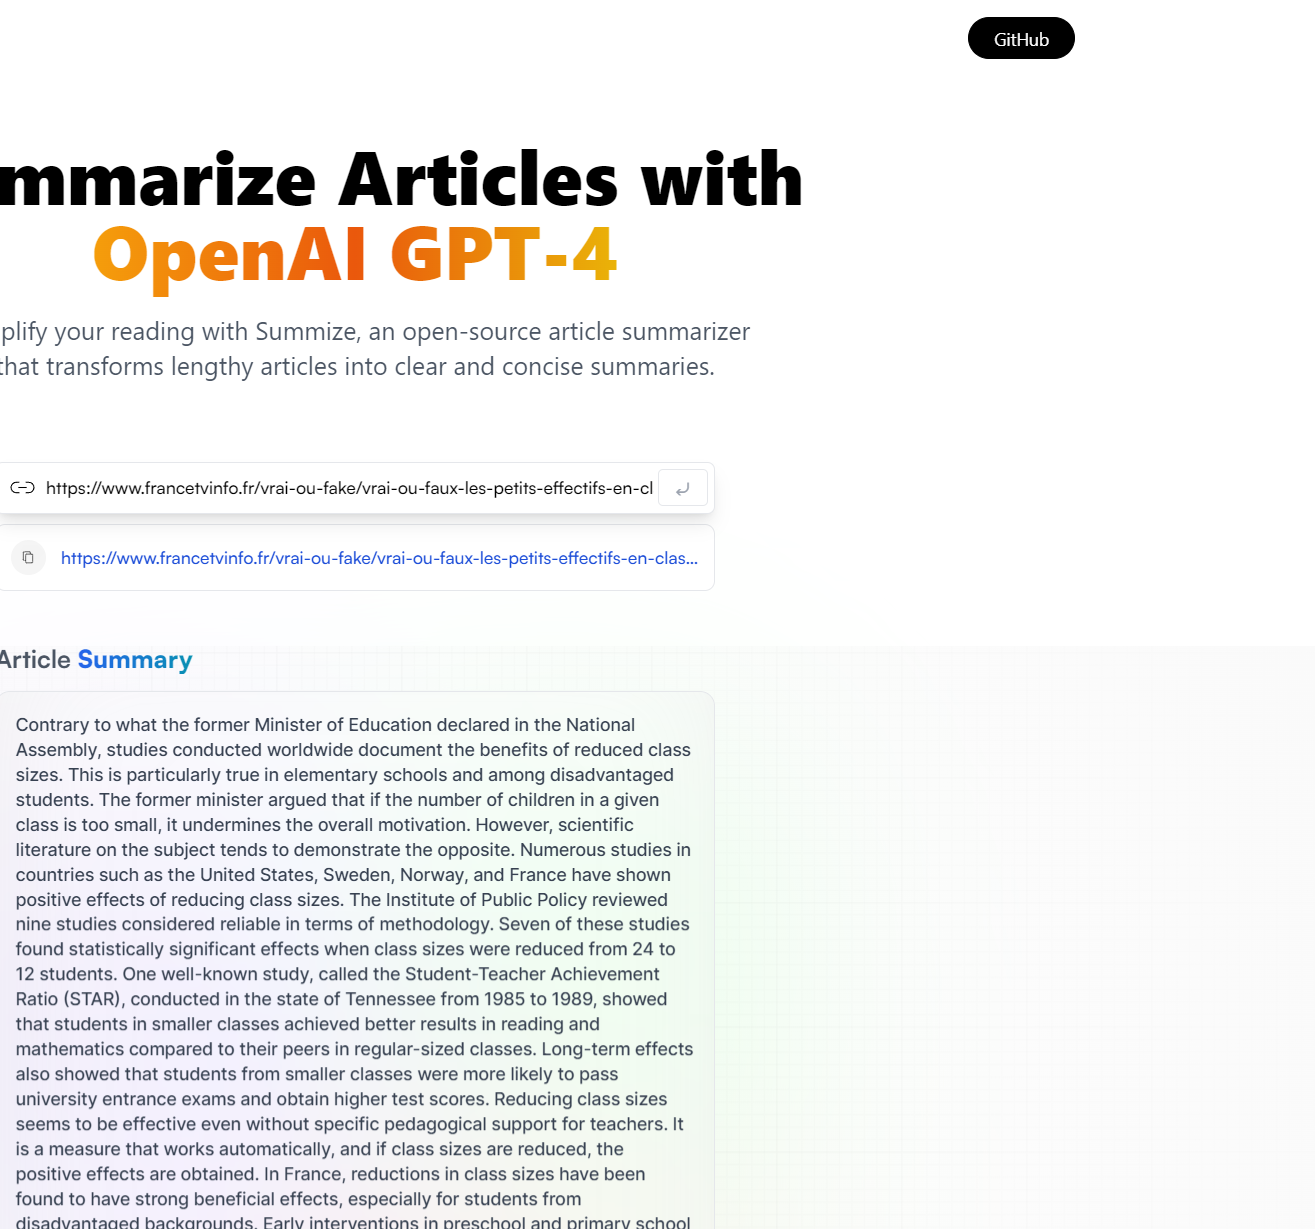 GitHub
mmarize Articles with
OpenAI GPT-4
plify your reading with Summize, an open-source article summarizer
that transforms lengthy articles into clear and concise summaries.
https://www.francetvinfo.fr/vrai-ou-fake/vrai-ou-faux-les-petits-effectifs-en-cl
https://www.francetvinfo.fr/vrai-ou-fake/vrai-ou-faux-les-petits-effectifs-en-clas...
Article Summary
Contrary to what the former Minister of Education declared in the National
Assembly, studies conducted worldwide document the benefits of reduced class
sizes. This is particularly true in elementary schools and among disadvantaged
students. The former minister argued that if the number of children in a given
class is too small, it undermines the overall motivation. However, scientific
literature on the subject tends to demonstrate the opposite. Numerous studies in
countries such as the United States, Sweden, Norway, and France have shown
positive effects of reducing class sizes. The Institute of Public Policy reviewed
nine studies considered reliable in terms of methodology. Seven of these studies
found statistically significant effects when class sizes were reduced from 24 to
12 students. One well-known study, called the Student-Teacher Achievement
Ratio (STAR), conducted in the state of Tennessee from 1985 to 1989, showed
that students in smaller classes achieved better results in reading and
mathematics compared to their peers in regular-sized classes. Long-term effects
also showed that students from smaller classes were more likely to pass
university entrance exams and obtain higher test scores. Reducing class sizes
seems to be effective even without specific pedagogical support for teachers. It
is a measure that works automatically, and if class sizes are reduced, the
positive effects are obtained. In France, reductions in class sizes have been
found to have strong beneficial effects, especially for students from
disadvantaged backgrounds. Early interventions in preschool and primary school